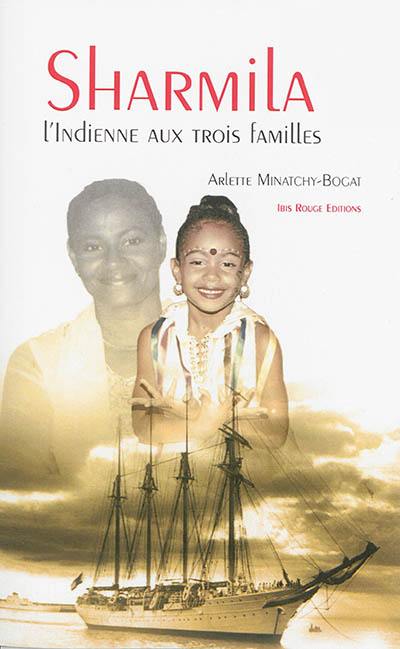 Sharmila
l'Indienne aux trois familles
Arlette Minatchy-Bogat
Ibis Rouge Editions